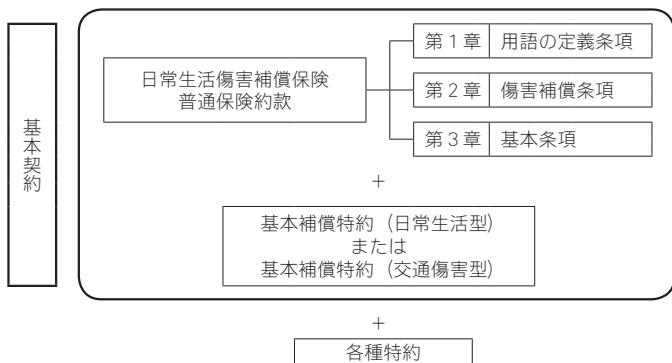 基本契約
日常生活傷害補償保険
普通保険約款
第1章 用語の定義条項
第2章 傷害補償条項
第3章 基本条項
+
基本補償特約（日常生活型）
または
基本補償特約（交通傷害型）
+
各種特約